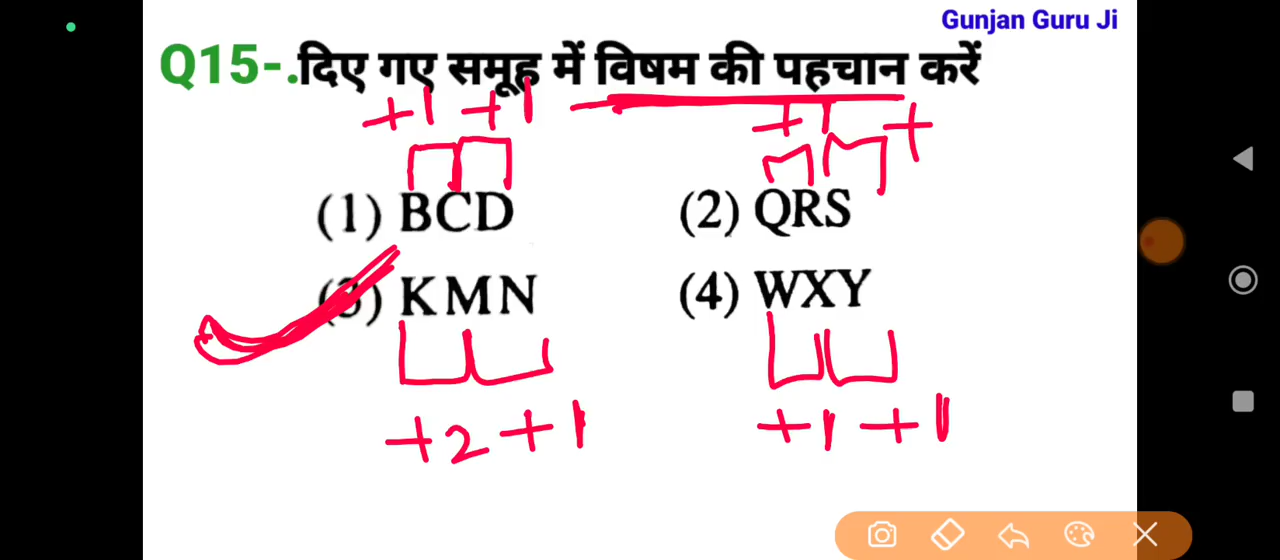 Gunjan Guru Ji
Q15-.दिए गए समूह में विषम की पहचान करें
+1 +1 +1 +
(1) BCD (2) QRS
(3) KMN (4) WXY
+2 +1 +1 +1